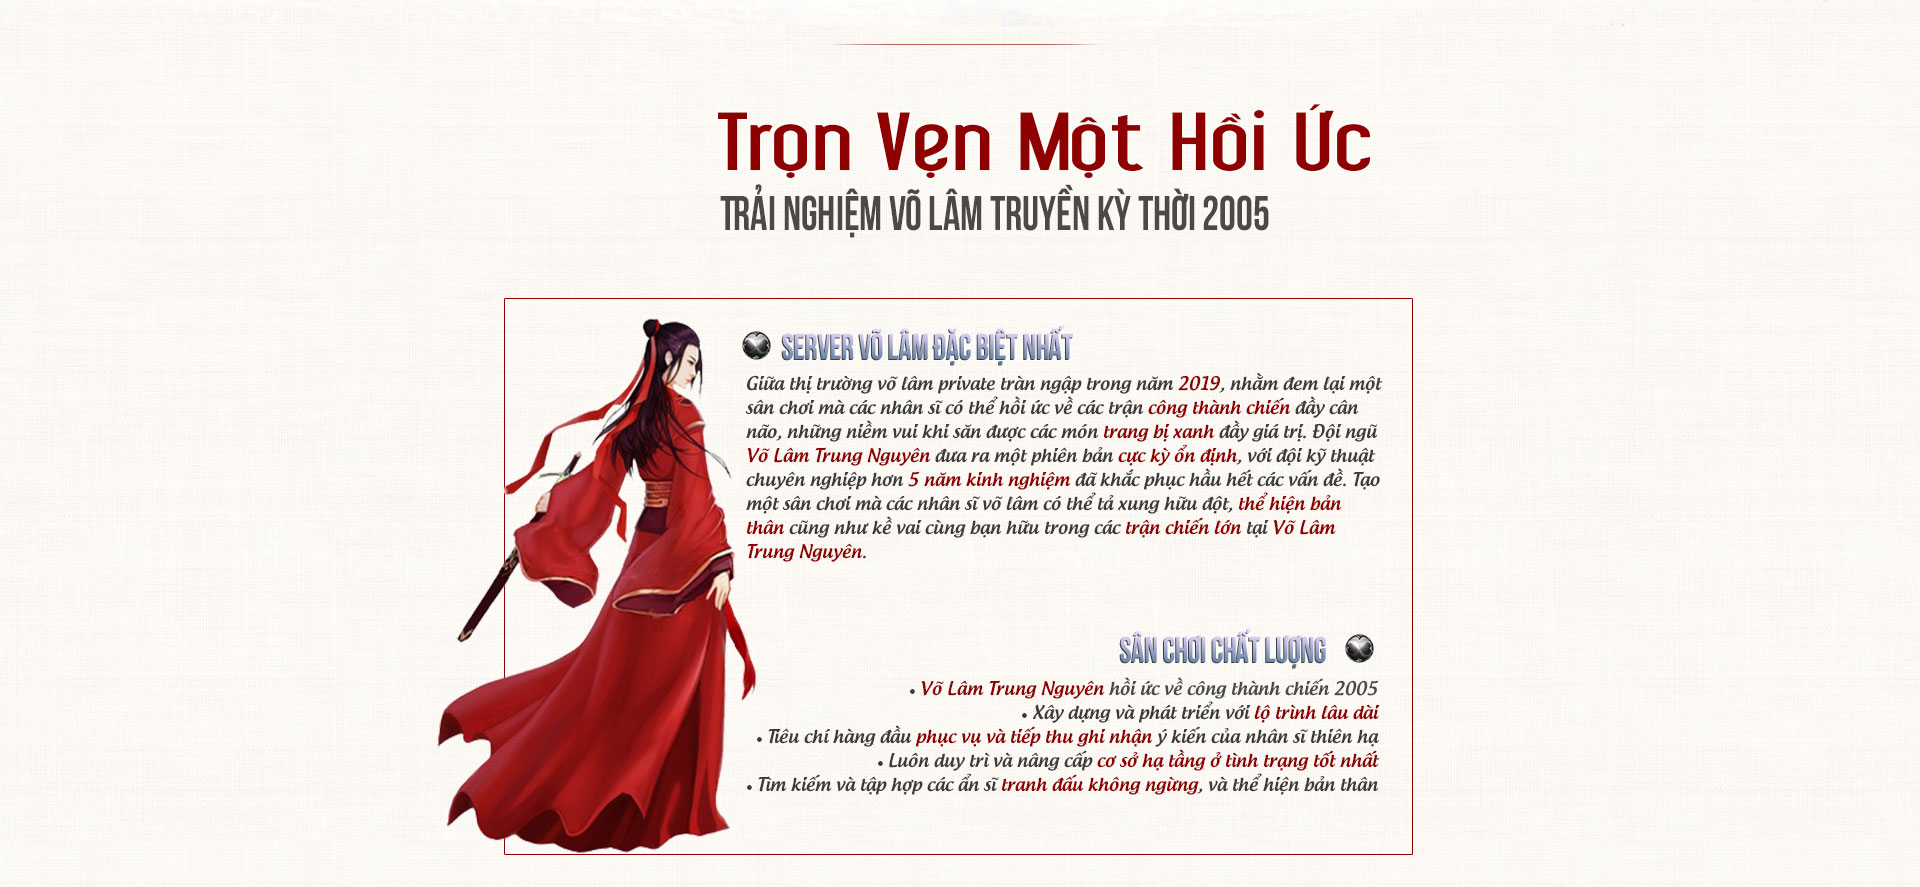 Trọn Vẹn Một Hồi Ức
TRẢI NGHIỆM VÕ LÂM TRUYỀN KỲ THỜI 2005
SERVER VÕ LÂM ĐẶC BIỆT NHẤT
Giữa thị trường võ lâm private tràn ngập trong năm 2019, nhằm đem lại một
sân chơi mà các nhân sĩ có thể hồi ức về các trận công thành chiến đầy cân
não, những niềm vui khi săn được các món trang bị xanh đầy giá trị. Đội ngũ
Võ Lâm Trung Nguyên đưa ra một phiên bản cực kỳ ổn định, với đội kỹ thuật
chuyên nghiệp hơn 5 năm kinh nghiệm đã khắc phục hầu hết các vấn đề. Tạo
một sân chơi mà các nhân sĩ võ lâm có thể tả xung hữu đột, thể hiện bản
thân cũng như kề vai cùng bạn hữu trong các trận chiến lớn tại Võ Lâm
Trung Nguyên.
SÂN CHƠI CHẤT LƯỢNG
• Võ Lâm Trung Nguyên hồi ức về công thành chiến 2005
• Xây dựng và phát triển với lộ trình lâu dài
• Tiêu chí hàng đầu phục vụ và tiếp thu ghi nhận ý kiến của nhân sĩ thiên hạ
• Luôn duy trì và nâng cấp cơ sở hạ tầng ở tình trạng tốt nhất
• Tìm kiếm và tập hợp các ẩn sĩ tranh đấu không ngừng, và thể hiện bản thân